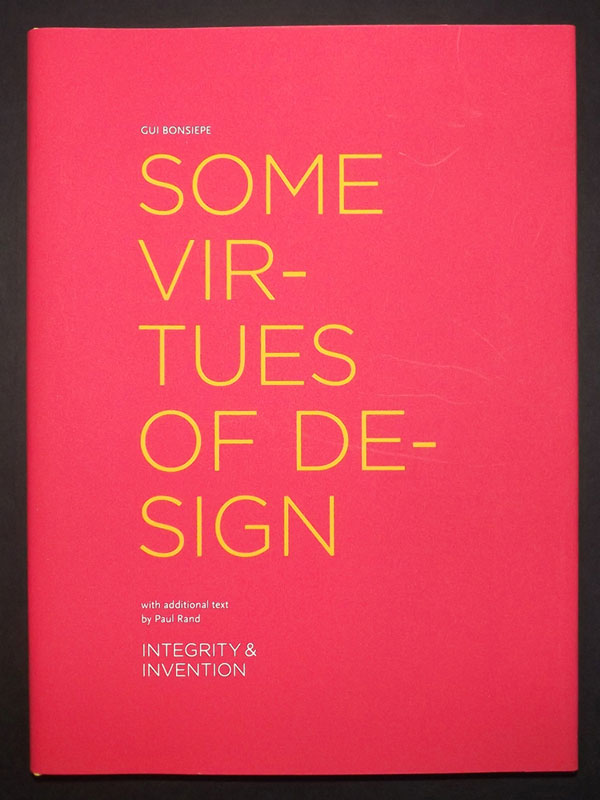 GUI BONSIEPE
SOME
VIR-
TUES
OF DE-
SIGN
with additional text
by Paul Rand
INTEGRITY &
INVENTION